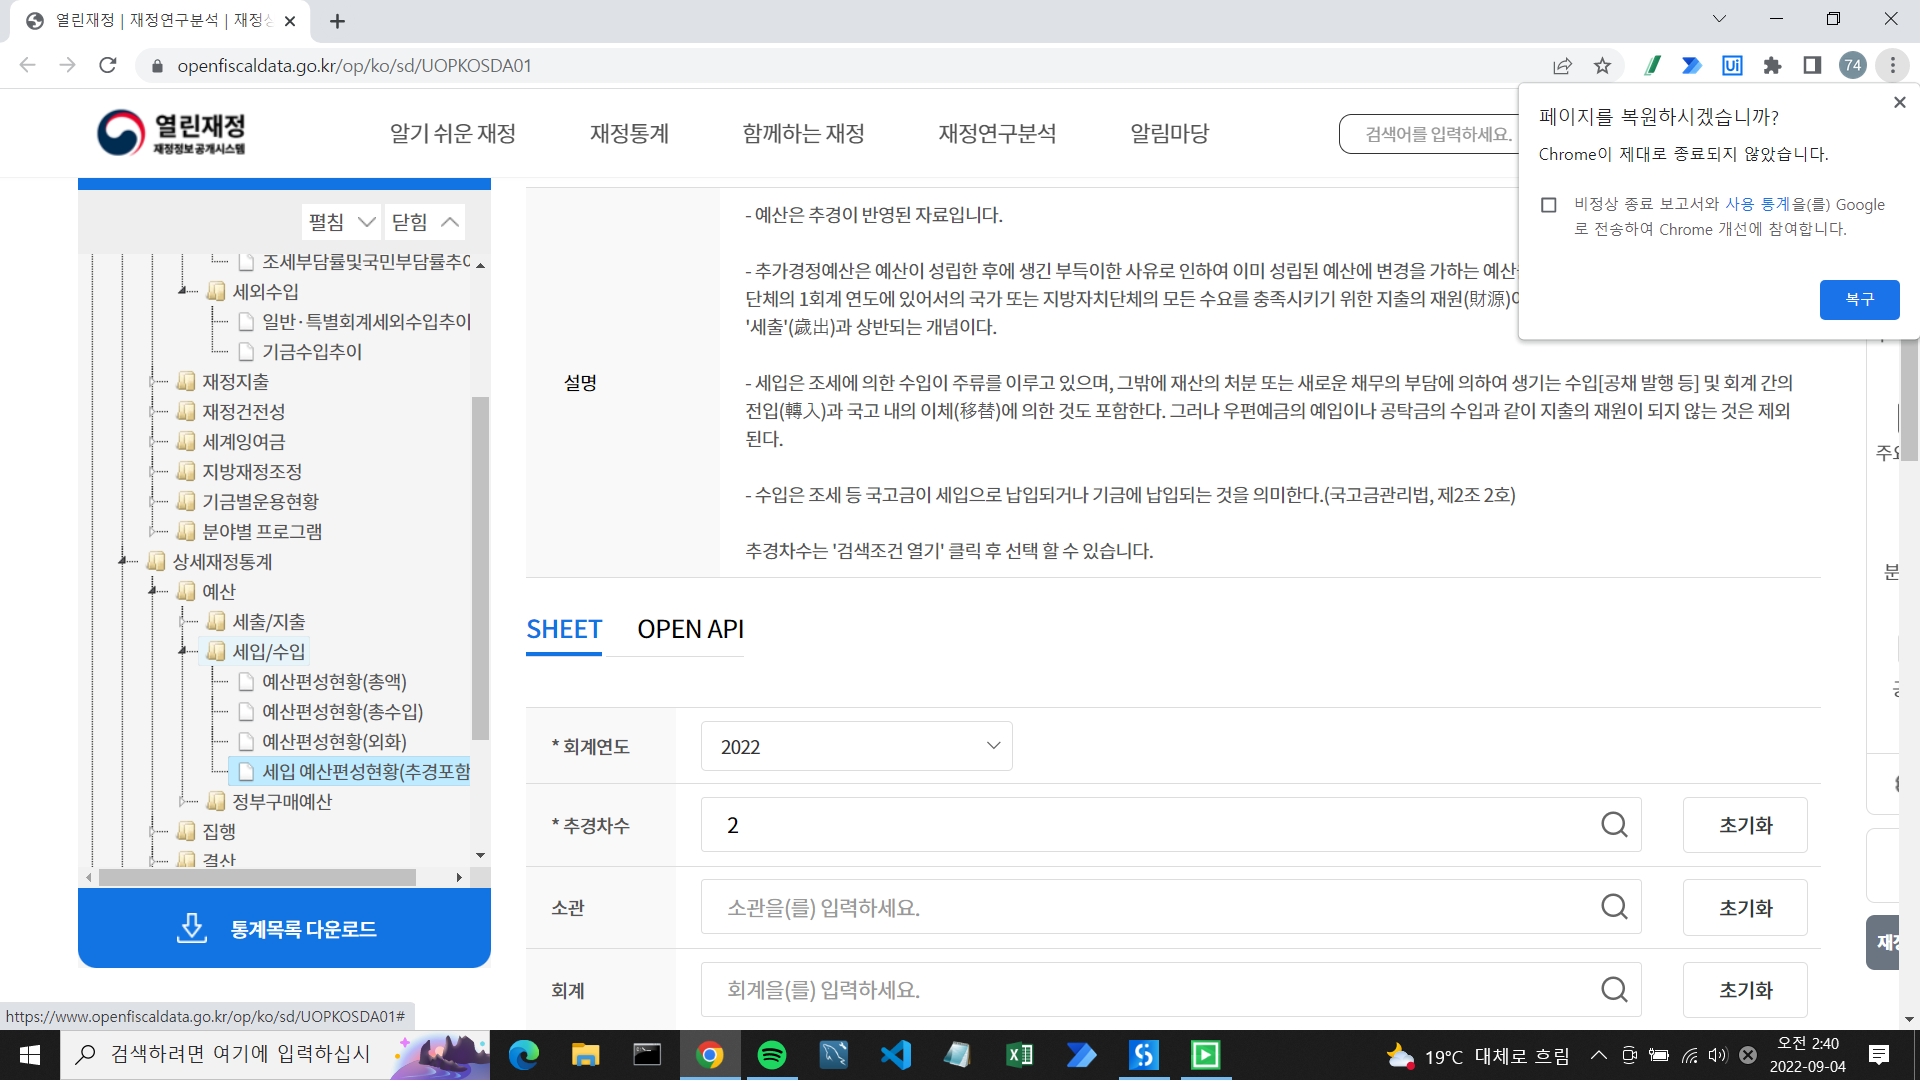 열린재정 | 재정연구분석 | 재정상
openfiscaldata.go.kr/op/ko/sd/UOPKOSDA01
74
열린재정
재정정보공개시스템
알기 쉬운 재정
재정통계
함께하는 재정
재정연구분석
알림마당
검색어를 입력하세요.
페이지를 복원하시겠습니까?
Chrome이 제대로 종료되지 않았습니다.
비정상 종료 보고서와 사용 통계을(를) Google
로 전송하여 Chrome 개선에 참여합니다.
복구
펼침
닫힘
조세부담률및국민부담률추이
세외수입
일반·특별회계세외수입추이
기금수입추이
재정지출
재정건전성
세계잉여금
지방재정조정
기금별운용현황
분야별 프로그램
상세재정통계
예산
세출/지출
세입/수입
예산편성현황(총액)
예산편성현황(총수입)
예산편성현황(외화)
세입 예산편성현황(추경포함
정부구매예산
집행
결산
통계목록 다운로드
설명
- 예산은 추경이 반영된 자료입니다.
- 추가경정예산은 예산이 성립한 후에 생긴 부득이한 사유로 인하여 이미 성립된 예산에 변경을 가하는 예산
단체의 1회계 연도에 있어서의 국가 또는 지방자치단체의 모든 수요를 충족시키기 위한 지출의 재원(財源)이
'세출'(歲出)과 상반되는 개념이다.
- 세입은 조세에 의한 수입이 주류를 이루고 있으며, 그밖에 재산의 처분 또는 새로운 채무의 부담에 의하여 생기는 수입[공채 발행 등] 및 회계 간의
전입(轉入)과 국고 내의 이체(移替)에 의한 것도 포함한다. 그러나 우편예금의 예입이나 공탁금의 수입과 같이 지출의 재원이 되지 않는 것은 제외
된다.
- 수입은 조세 등 국고금이 세입으로 납입되거나 기금에 납입되는 것을 의미한다.(국고금관리법, 제2조 2호)
추경차수는 '검색조건 열기' 클릭 후 선택 할 수 있습니다.
SHEET
OPEN API
* 회계연도
2022
* 추경차수
2
초기화
소관
소관을(를) 입력하세요.
초기화
회계
회계을(를) 입력하세요.
초기화
주요
분
재정
https://www.openfiscaldata.go.kr/op/ko/sd/UOPKOSDA01#
검색하려면 여기에 입력하십시
19°C 대체로 흐림
오전 2:40
2022-09-04